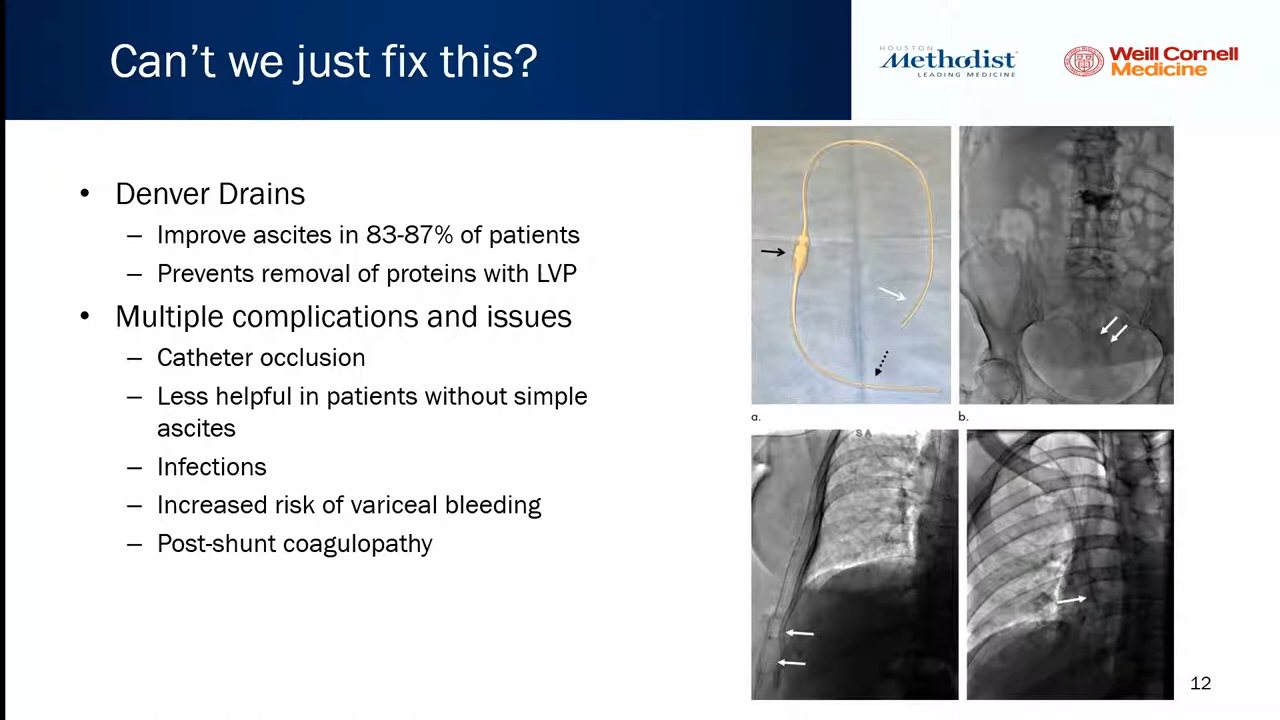 Can't we just fix this?
HOUSTON
Methodist
LEADING MEDICINE
Weill Cornell
Medicine
• Denver Drains
– Improve ascites in 83-87% of patients
– Prevents removal of proteins with LVP
• Multiple complications and issues
– Catheter occlusion
– Less helpful in patients without simple
ascites
– Infections
– Increased risk of variceal bleeding
– Post-shunt coagulopathy
a.
b.
SA
12